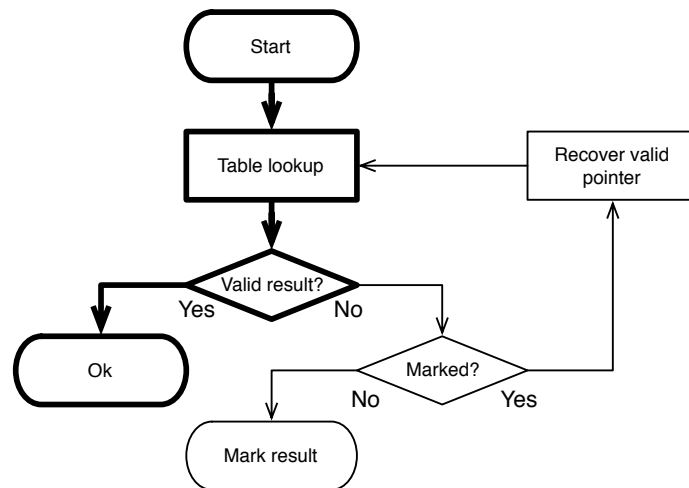 Start
Table lookup
Recover valid
pointer
Valid result?
Yes
No
Ok
Marked?
No
Yes
Mark result